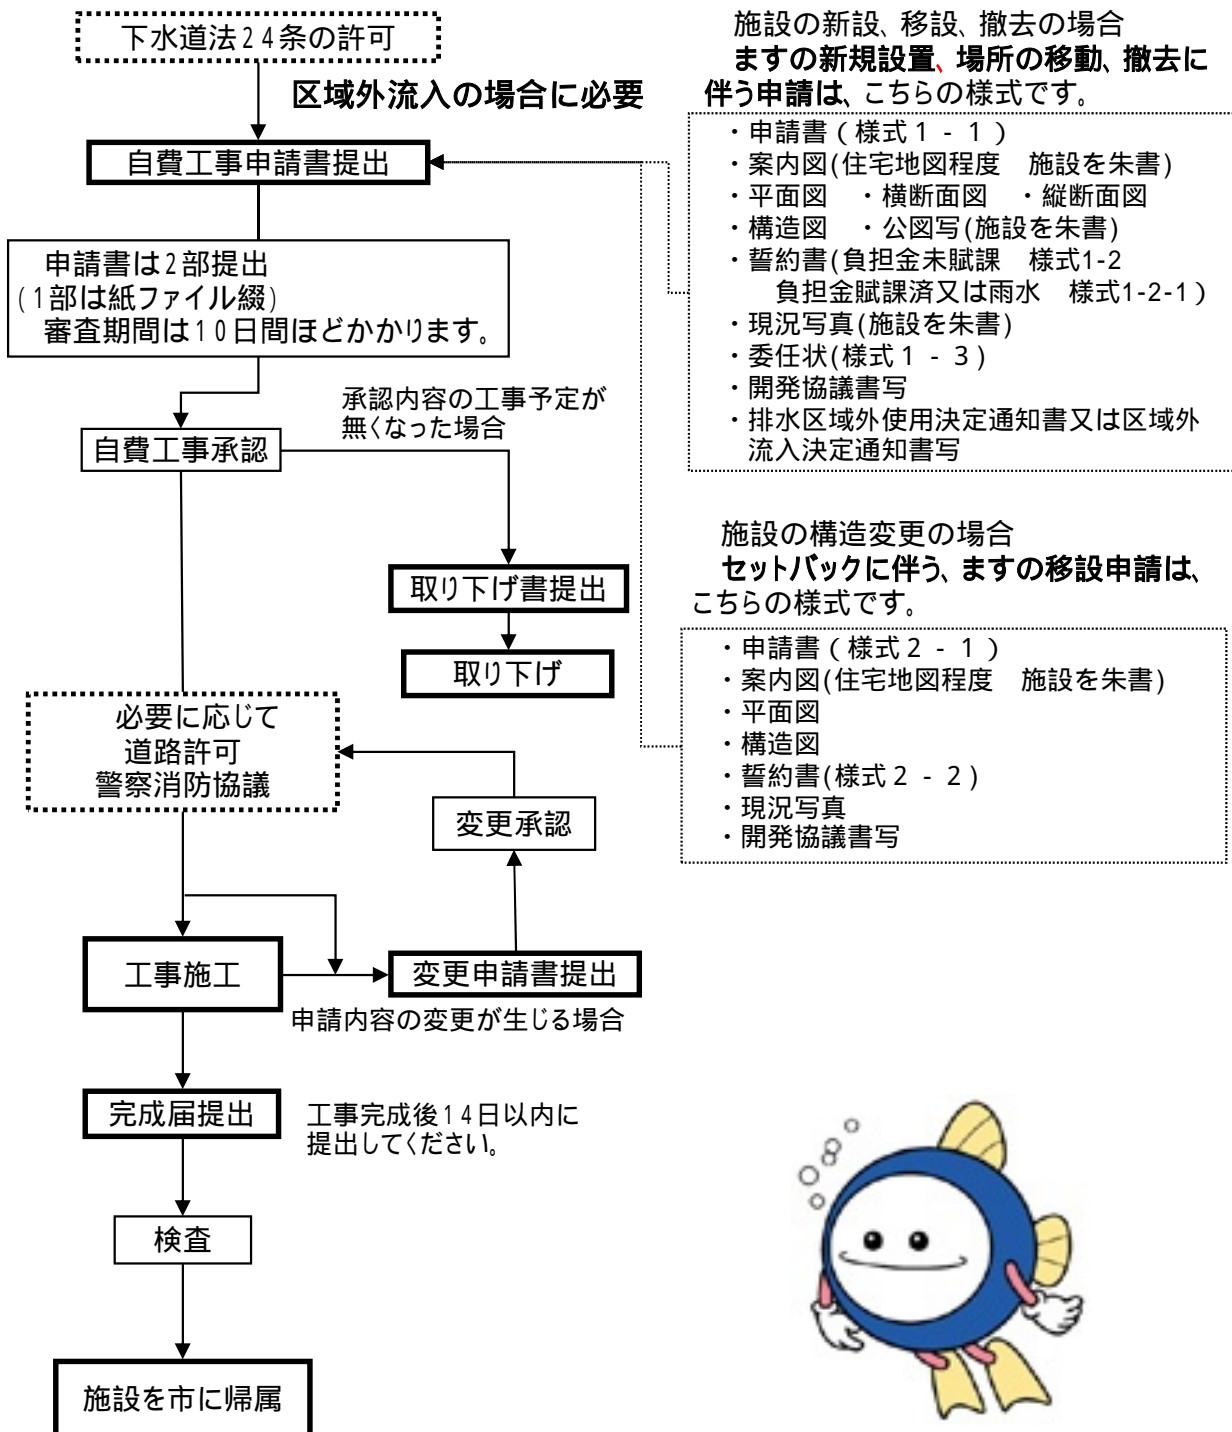 下水道法24条の許可
区域外流入の場合に必要
自費工事申請書提出
申請書は2部提出
(1部は紙ファイル綴)
審査期間は10日間ほどかかります。
承認内容の工事予定が
無くなった場合
自費工事承認
取り下げ書提出
取り下げ
必要に応じて
道路許可
警察消防協議
変更承認
工事施工
変更申請書提出
申請内容の変更が生じる場合
完成届提出
工事完成後14日以内に
提出してください。
検査
施設を市に帰属
施設の新設、移設、撤去の場合
ますの新規設置、場所の移動、撤去に
伴う申請は、こちらの様式です。
・申請書(様式1-1)
・案内図(住宅地図程度 施設を朱書)
・平面図 ・横断面図 ・縦断面図
・構造図 ・公図写(施設を朱書)
・誓約書(負担金未賦課 様式1-2
負担金賦課済又は雨水 様式1-2-1)
・現況写真(施設を朱書)
・委任状(様式1-3)
・開発協議書写
・排水区域外使用決定通知書又は区域外
流入決定通知書写
施設の構造変更の場合
セットバックに伴う、ますの移設申請は、
こちらの様式です。
・申請書(様式2-1)
・案内図(住宅地図程度 施設を朱書)
・平面図
・構造図
・誓約書(様式2-2)
・現況写真
・開発協議書写